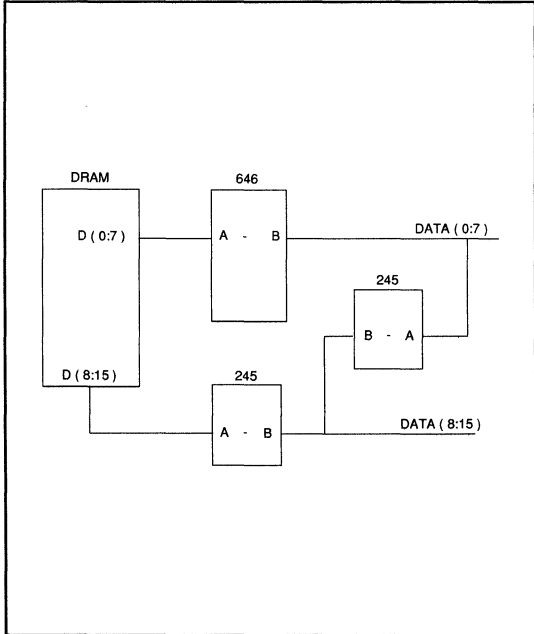 DRAM
646
D ( 0:7 )
A - B
DATA ( 0:7 )
245
B - A
D ( 8:15 )
245
A - B
DATA ( 8:15 )